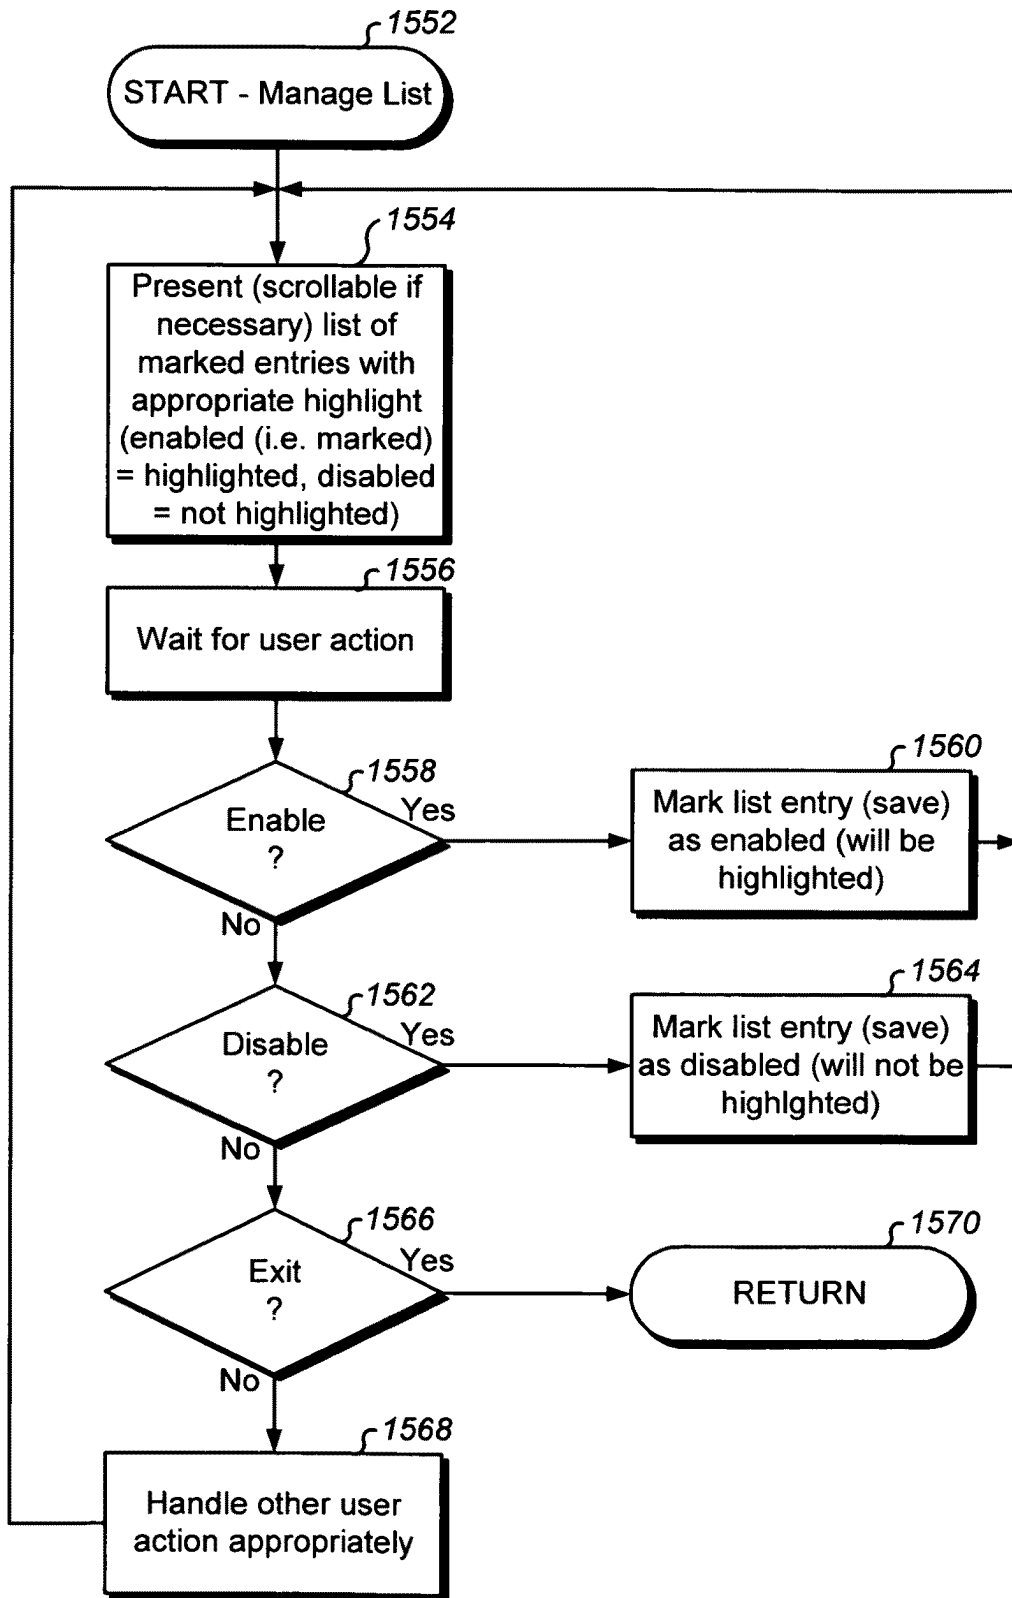 1552
START - Manage List
1554
Present (scrollable if
necessary) list of
marked entries with
appropriate highlight
(enabled (i.e. marked)
= highlighted, disabled
= not highlighted)
1556
Wait for user action
1558
Enable
?
Yes
No
1560
Mark list entry (save)
as enabled (will be
highlighted)
1562
Disable
?
Yes
No
1564
Mark list entry (save)
as disabled (will not be
highlghted)
1566
Exit
?
Yes
No
1570
RETURN
1568
Handle other user
action appropriately